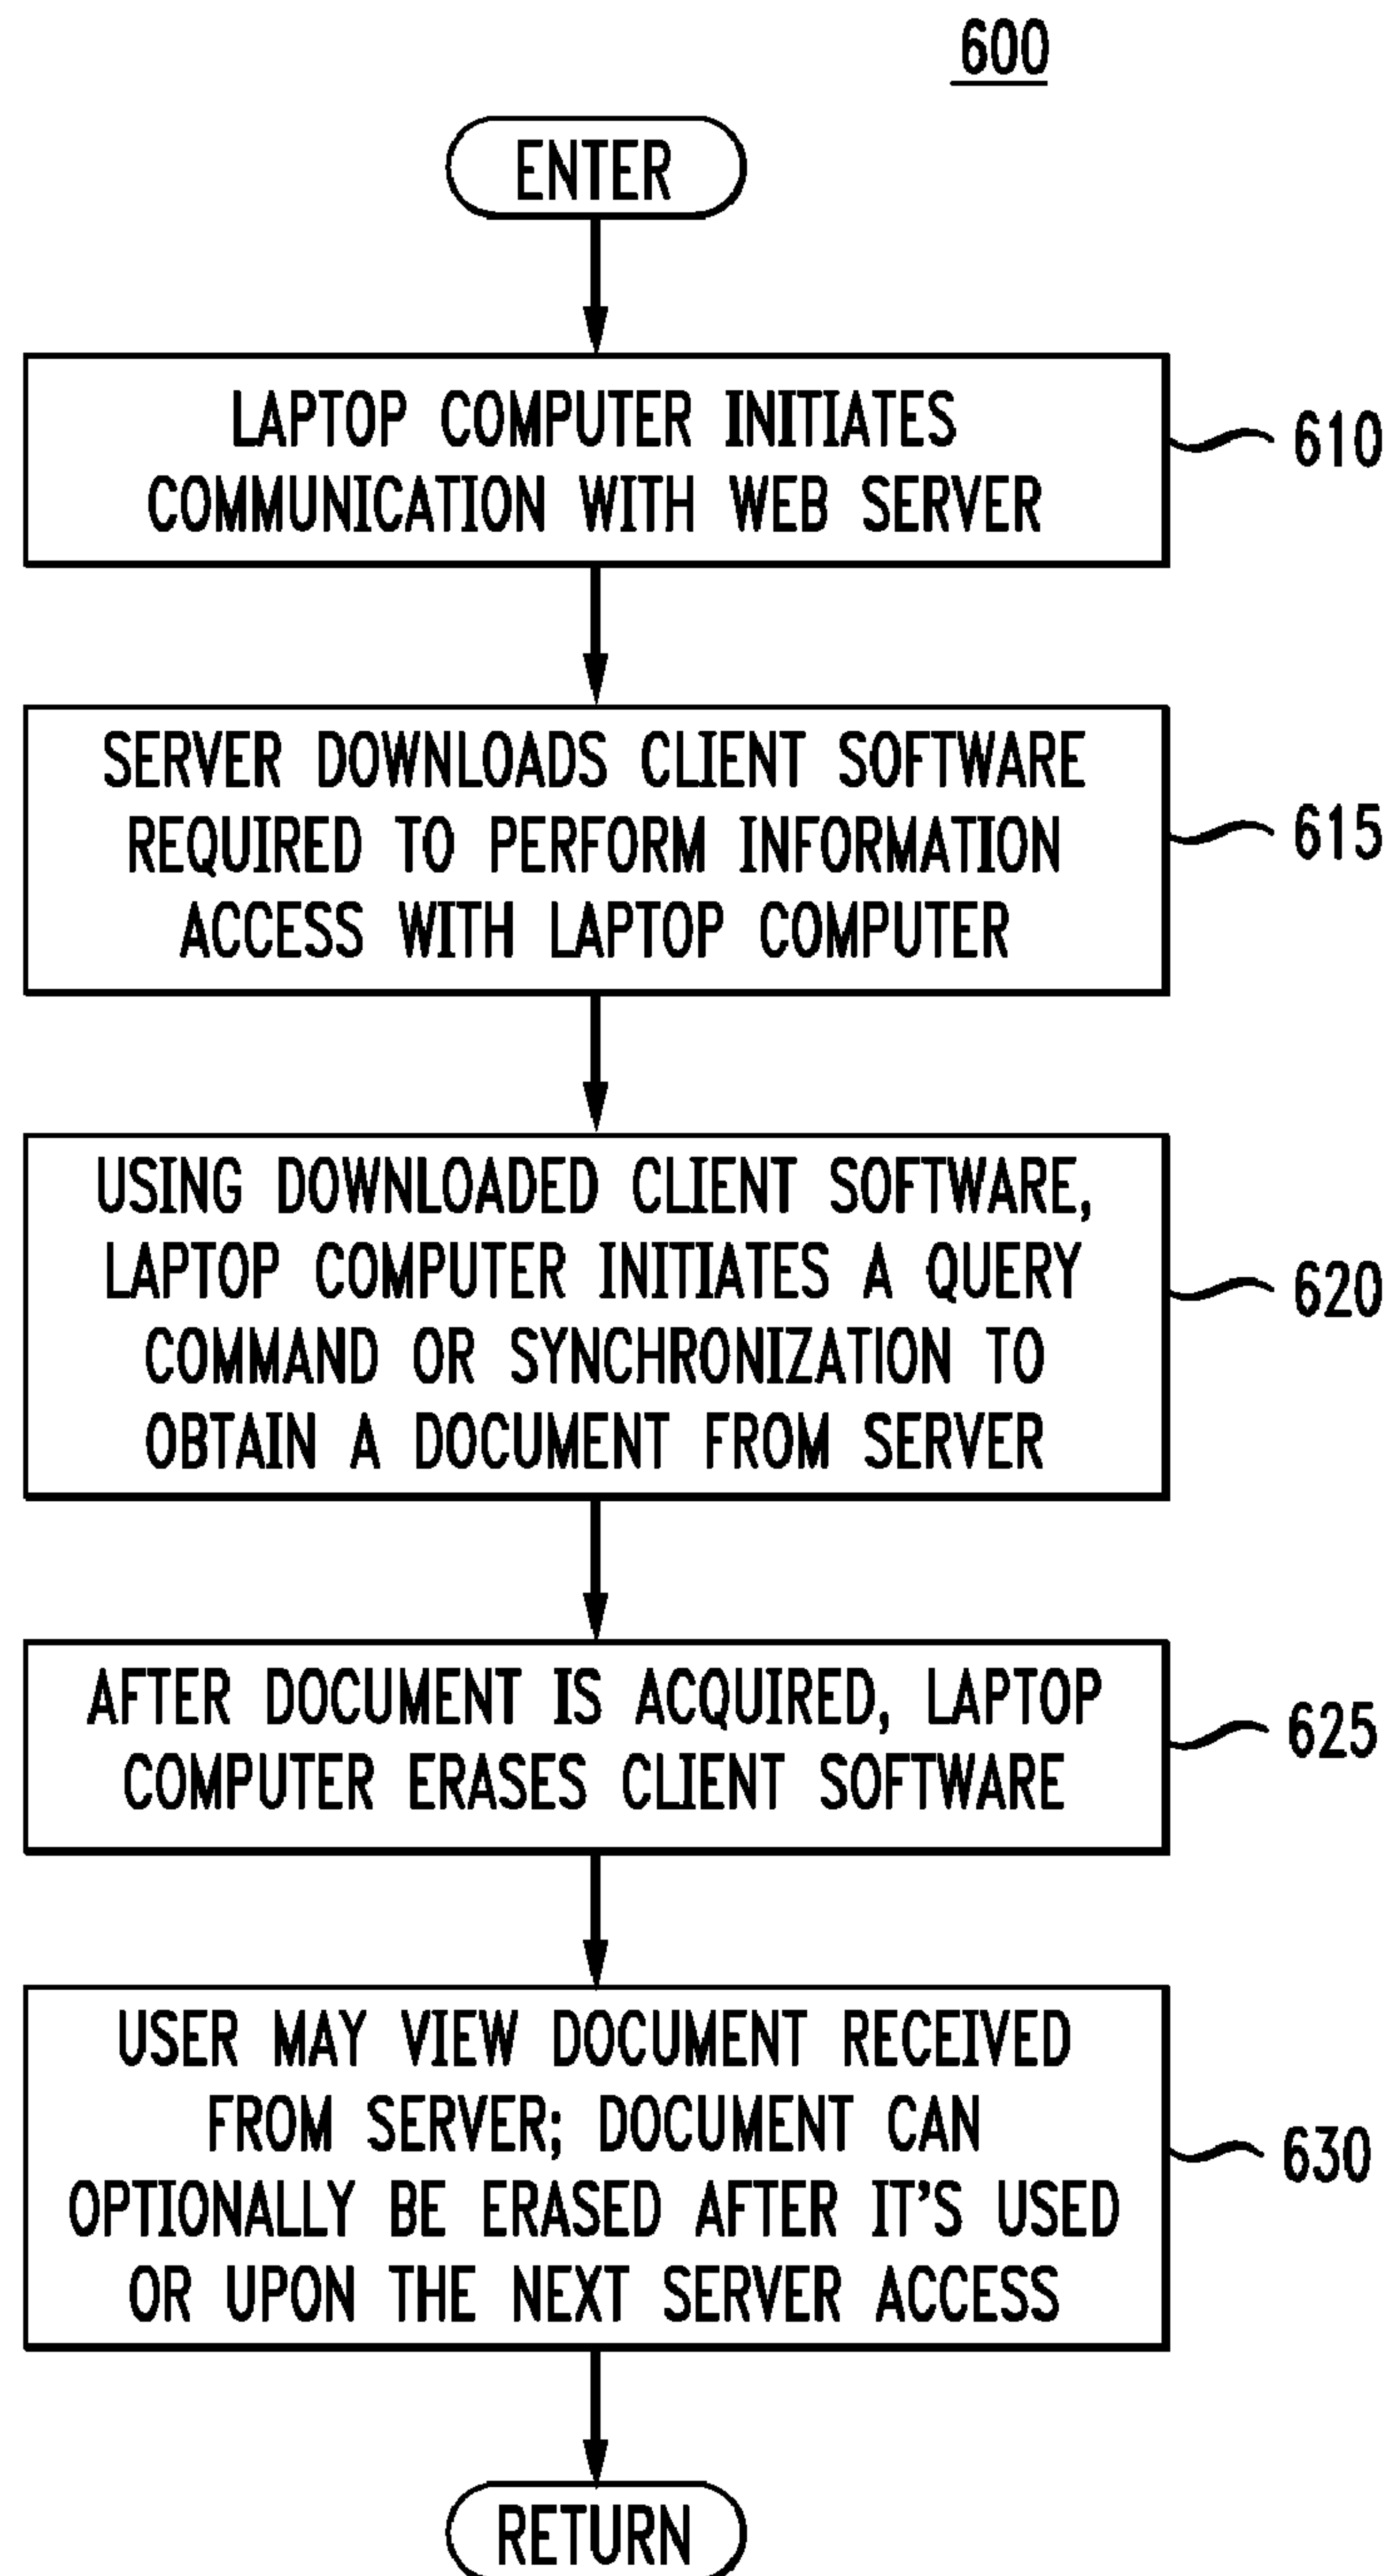 600
ENTER
LAPTOP COMPUTER INITIATES
COMMUNICATION WITH WEB SERVER
610
SERVER DOWNLOADS CLIENT SOFTWARE
REQUIRED TO PERFORM INFORMATION
ACCESS WITH LAPTOP COMPUTER
615
USING DOWNLOADED CLIENT SOFTWARE,
LAPTOP COMPUTER INITIATES A QUERY
COMMAND OR SYNCHRONIZATION TO
OBTAIN A DOCUMENT FROM SERVER
620
AFTER DOCUMENT IS ACQUIRED, LAPTOP
COMPUTER ERASES CLIENT SOFTWARE
625
USER MAY VIEW DOCUMENT RECEIVED
FROM SERVER; DOCUMENT CAN
OPTIONALLY BE ERASED AFTER IT'S USED
OR UPON THE NEXT SERVER ACCESS
630
RETURN